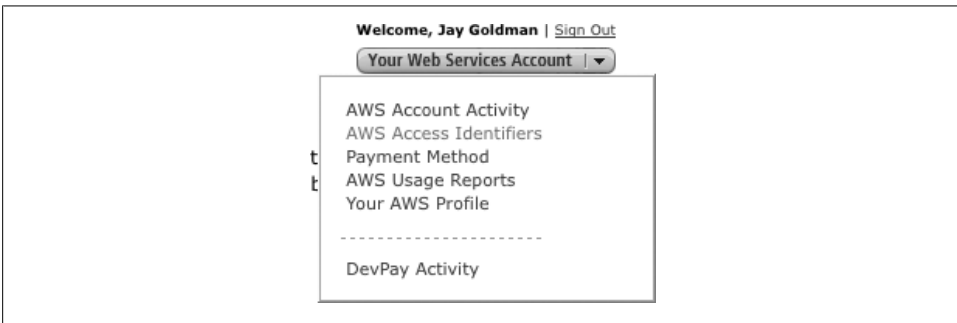 Welcome, Jay Goldman | Sign Out
Your Web Services Account
AWS Account Activity
AWS Access Identifiers
t
Payment Method
AWS Usage Reports
Your AWS Profile
DevPay Activity